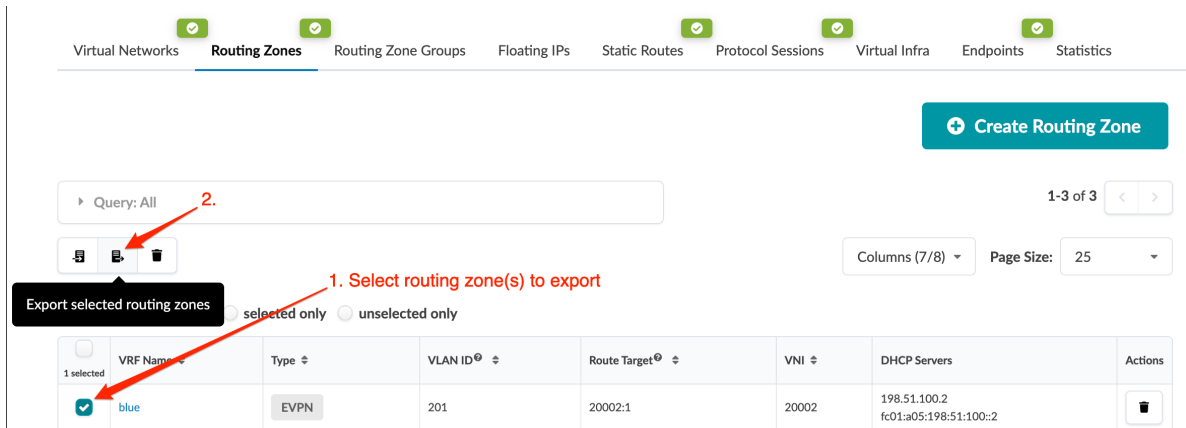 Virtual Networks Routing Zones Routing Zone Groups Floating IPs Static Routes Protocol Sessions Virtual Infra Endpoints Statistics
Create Routing Zone
Query: All
2.
1-3 of 3
Columns (7/8) Page Size: 25
1. Select routing zone(s) to export
Export selected routing zones
selected only unselected only
1 selected VRF Name Type VLAN ID Route Target VNI DHCP Servers Actions
blue EVPN 201 20002:1 20002 198.51.100.2
fc01:a05:198:51:100::2